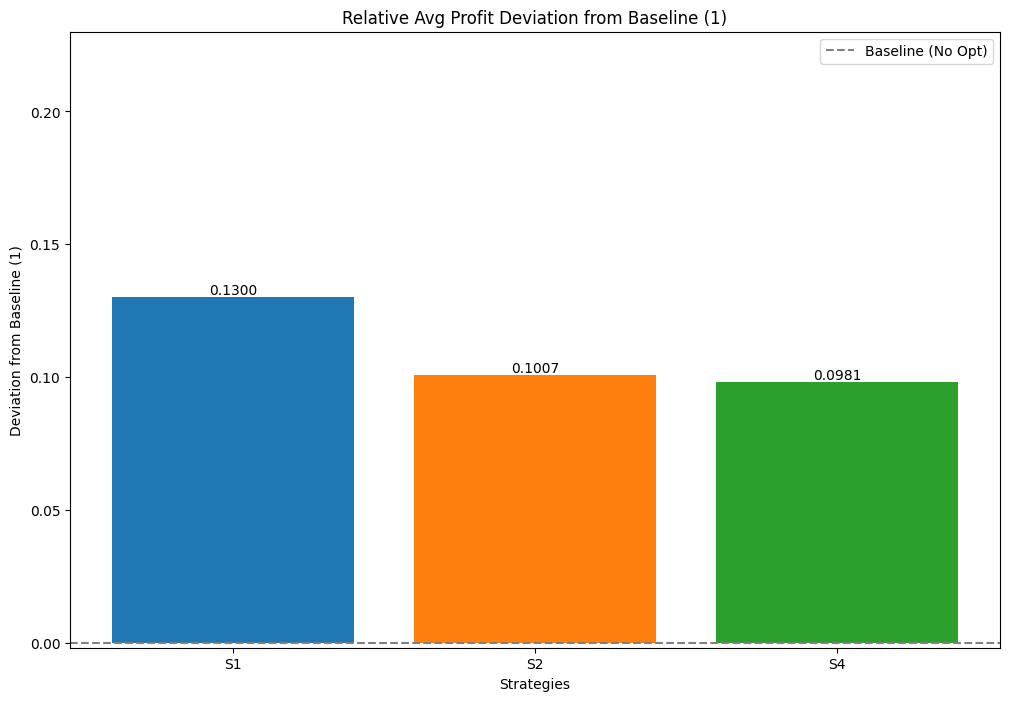 Relative Avg Profit Deviation from Baseline (1)
Baseline (No Opt)
Deviation from Baseline (1)
0.20
0.15
0.10
0.05
0.00
0.1300
0.1007
0.0981
S1
S2
S4
Strategies